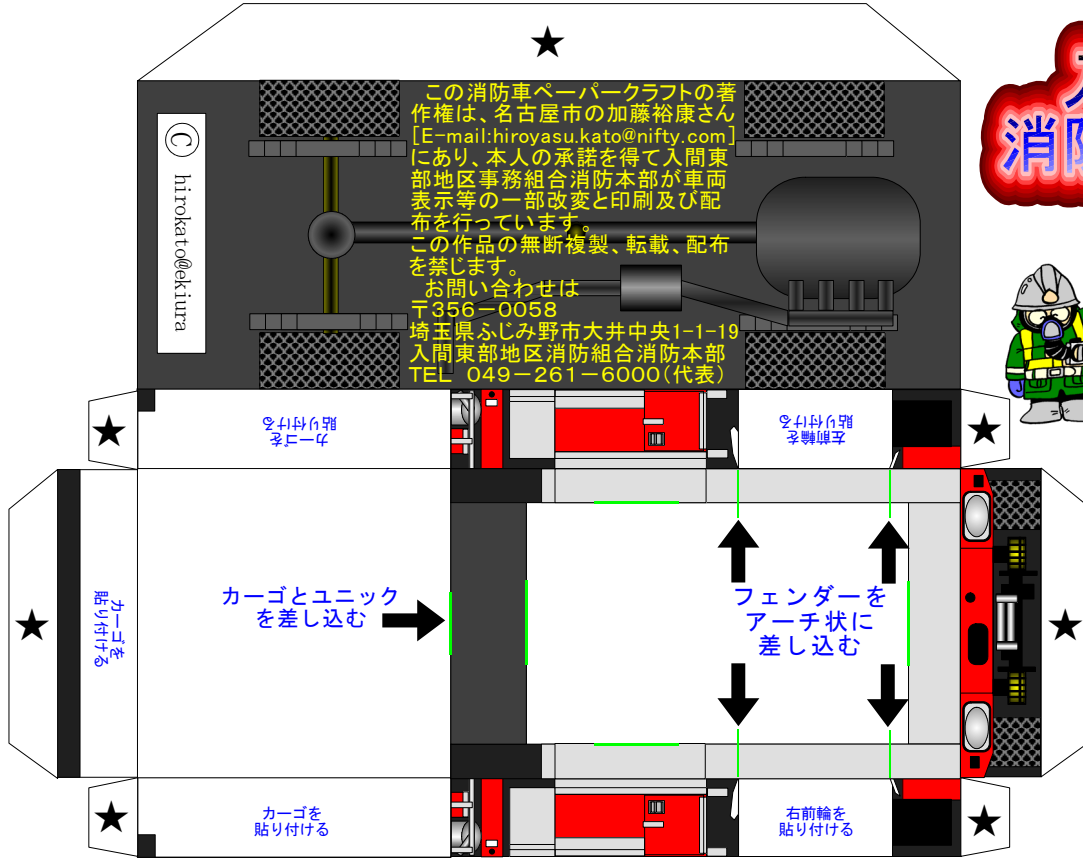 この消防車ペーパークラフトの著
作権は、名古屋市の加藤裕康さん
[E-mail:hiroyasu.kato@nifty.com]
にあり、本人の承諾を得て入間東
部地区事務組合消防本部が車両
表示等の一部改変と印刷及び配
布を行っています。
この作品の無断複製、転載、配布
を禁じます。
お問い合わせは
〒356-0058
埼玉県ふじみ野市大井中央1-1-19
入間東部地区消防組合消防本部
TEL 049-261-6000(代表)
Ⓒ hirokato@ekiura
消防
カーゴを
貼り付ける
左前輪を
貼り付ける
カーゴを
貼り付ける
カーゴとユニック
を差し込む
フェンダーを
アーチ状に
差し込む
カーゴを
貼り付ける
右前輪を
貼り付ける